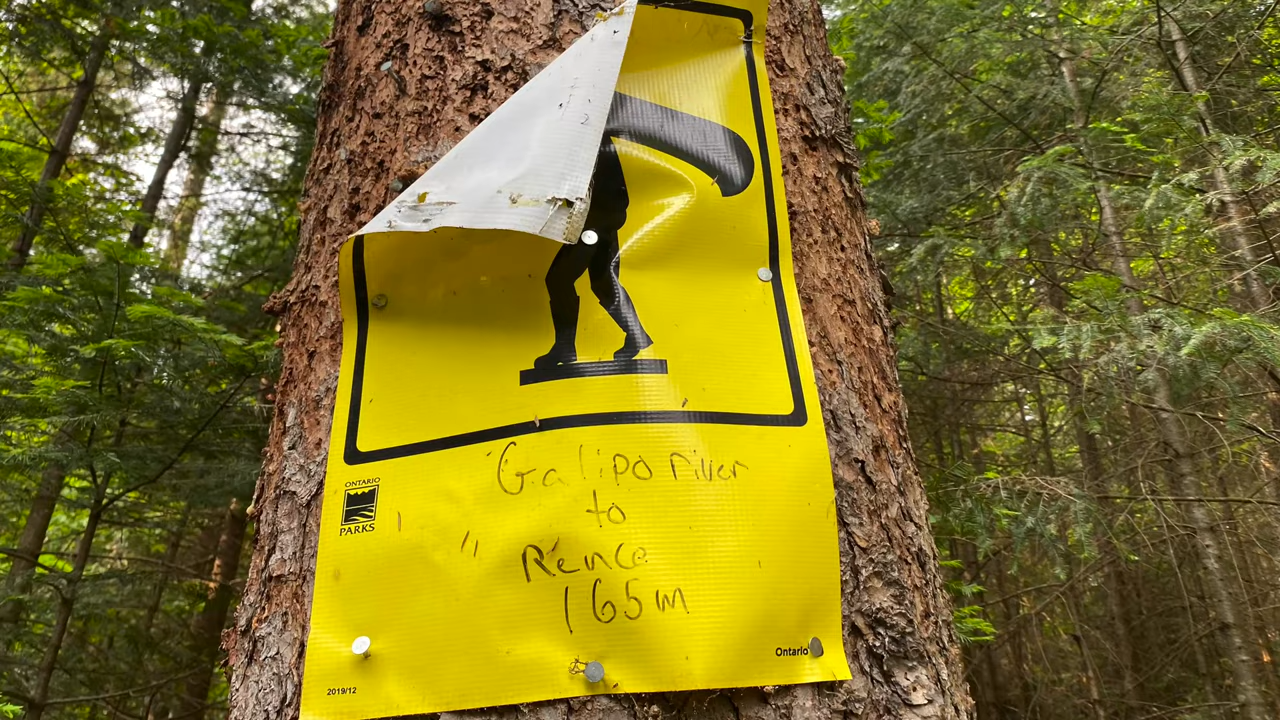 Galipo river
to
Rence
165m
ONTARIO
PARKS
Ontario
2019/12